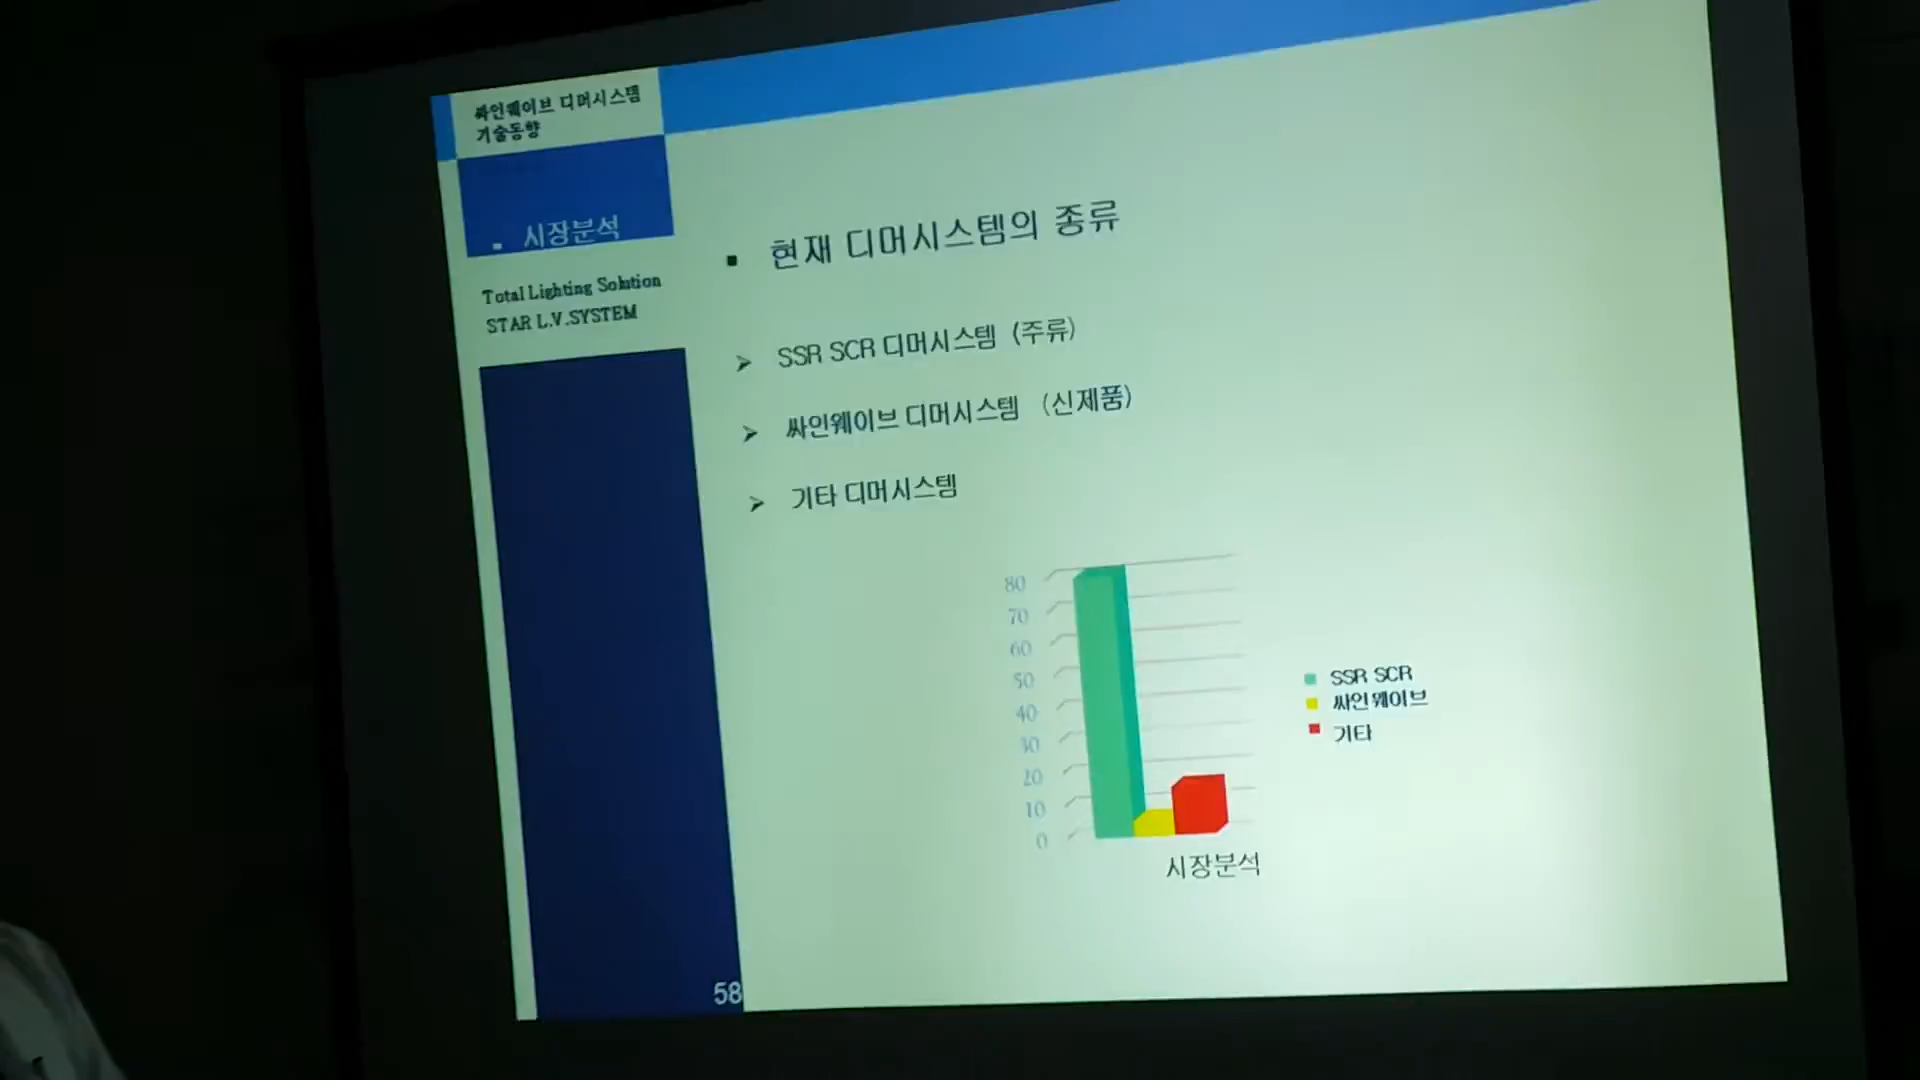 싸인웨이브 디머시스템
기술동향
▪ 시장분석
Total Lighting Solution
STAR L.V.SYSTEM
▪ 현재 디머시스템의 종류
➢ SSR SCR 디머시스템 (주류)
➢ 싸인웨이브 디머시스템 (신제품)
➢ 기타 디머시스템
80
70
60
50
40
30
20
10
0
SSR SCR
싸인웨이브
기타
시장분석
58